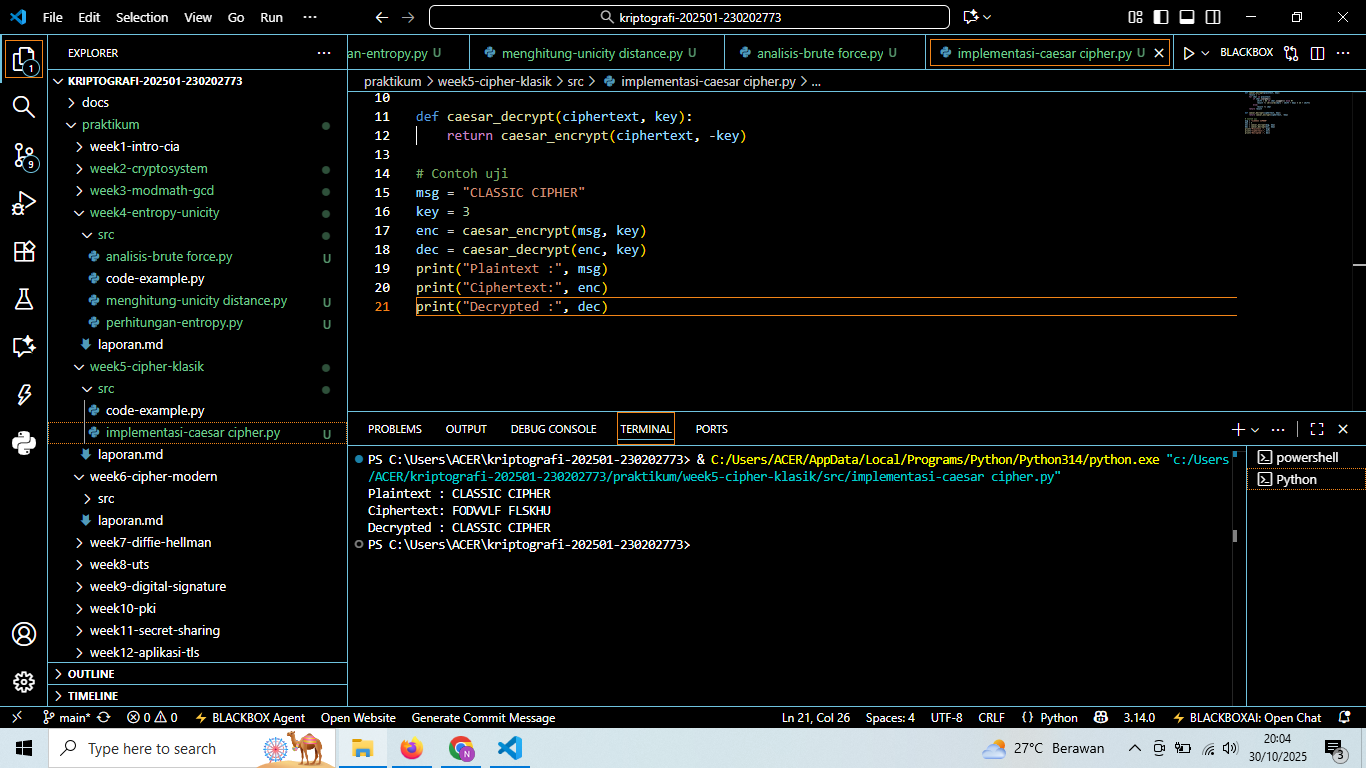 File Edit Selection View Go Run ··· kriptografi-202501-230202773
EXPLORER ···
an-entropy.py U menghitung-unicity distance.py U analisis-brute force.py U implementasi-caesar cipher.py U BLACKBOX ···
praktikum > week5-cipher-klasik > src > implementasi-caesar cipher.py > ...
KRIPTOGRAFI-202501-230202773
docs
praktikum
week1-intro-cia
week2-cryptosystem
week3-modmath-gcd
week4-entropy-unicity
src
analisis-brute force.py U
code-example.py
menghitung-unicity distance.py U
perhitungan-entropy.py U
laporan.md
week5-cipher-klasik
src
code-example.py
implementasi-caesar cipher.py U
laporan.md
week6-cipher-modern
src
laporan.md
week7-diffie-hellman
week8-uts
week9-digital-signature
week10-pki
week11-secret-sharing
week12-aplikasi-tls
OUTLINE
TIMELINE
1
9
10
11 def caesar_decrypt(ciphertext, key):
12 return caesar_encrypt(ciphertext, -key)
13
14 # Contoh uji
15 msg = "CLASSIC CIPHER"
16 key = 3
17 enc = caesar_encrypt(msg, key)
18 dec = caesar_decrypt(enc, key)
19 print("Plaintext :", msg)
20 print("Ciphertext:", enc)
21 print("Decrypted :", dec)
PROBLEMS OUTPUT DEBUG CONSOLE TERMINAL PORTS
PS C:\Users\ACER\kriptografi-202501-230202773> & C:/Users/ACER/AppData/Local/Programs/Python/Python314/python.exe "c:/Users
/ACER/kriptografi-202501-230202773/praktikum/week5-cipher-klasik/src/implementasi-caesar cipher.py"
Plaintext : CLASSIC CIPHER
Ciphertext: FODVVLF FLSKHU
Decrypted : CLASSIC CIPHER
PS C:\Users\ACER\kriptografi-202501-230202773>
powershell
Python
main* 0 0 BLACKBOX Agent Open Website Generate Commit Message Ln 21, Col 26 Spaces: 4 UTF-8 CRLF {} Python 3.14.0 BLACKBOXAI: Open Chat
Type here to search N 27°C Berawan 20:04
30/10/2025 3